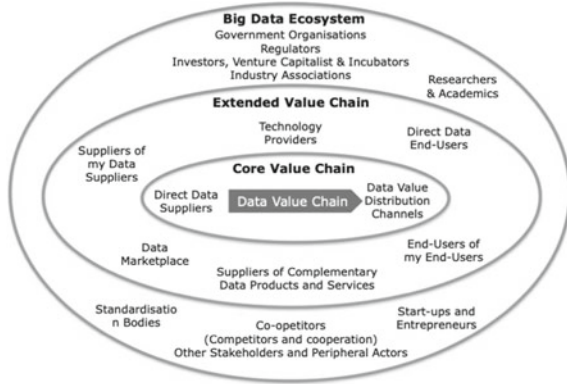 Big Data Ecosystem
Government Organisations
Regulators
Investors, Venture Capitalist & Incubators
Industry Associations
Researchers
& Academics
Extended Value Chain
Technology
Providers
Direct Data
End-Users
Suppliers of
my Data
Suppliers
Core Value Chain
Direct Data
Suppliers
Data Value Chain
Data Value
Distribution
Channels
Data
Marketplace
Suppliers of Complementary
Data Products and Services
End-Users of
my End-Users
Standardisatio
n Bodies
Co-opetitors
(Competitors and cooperation)
Other Stakeholders and Peripheral Actors
Start-ups and
Entrepreneurs